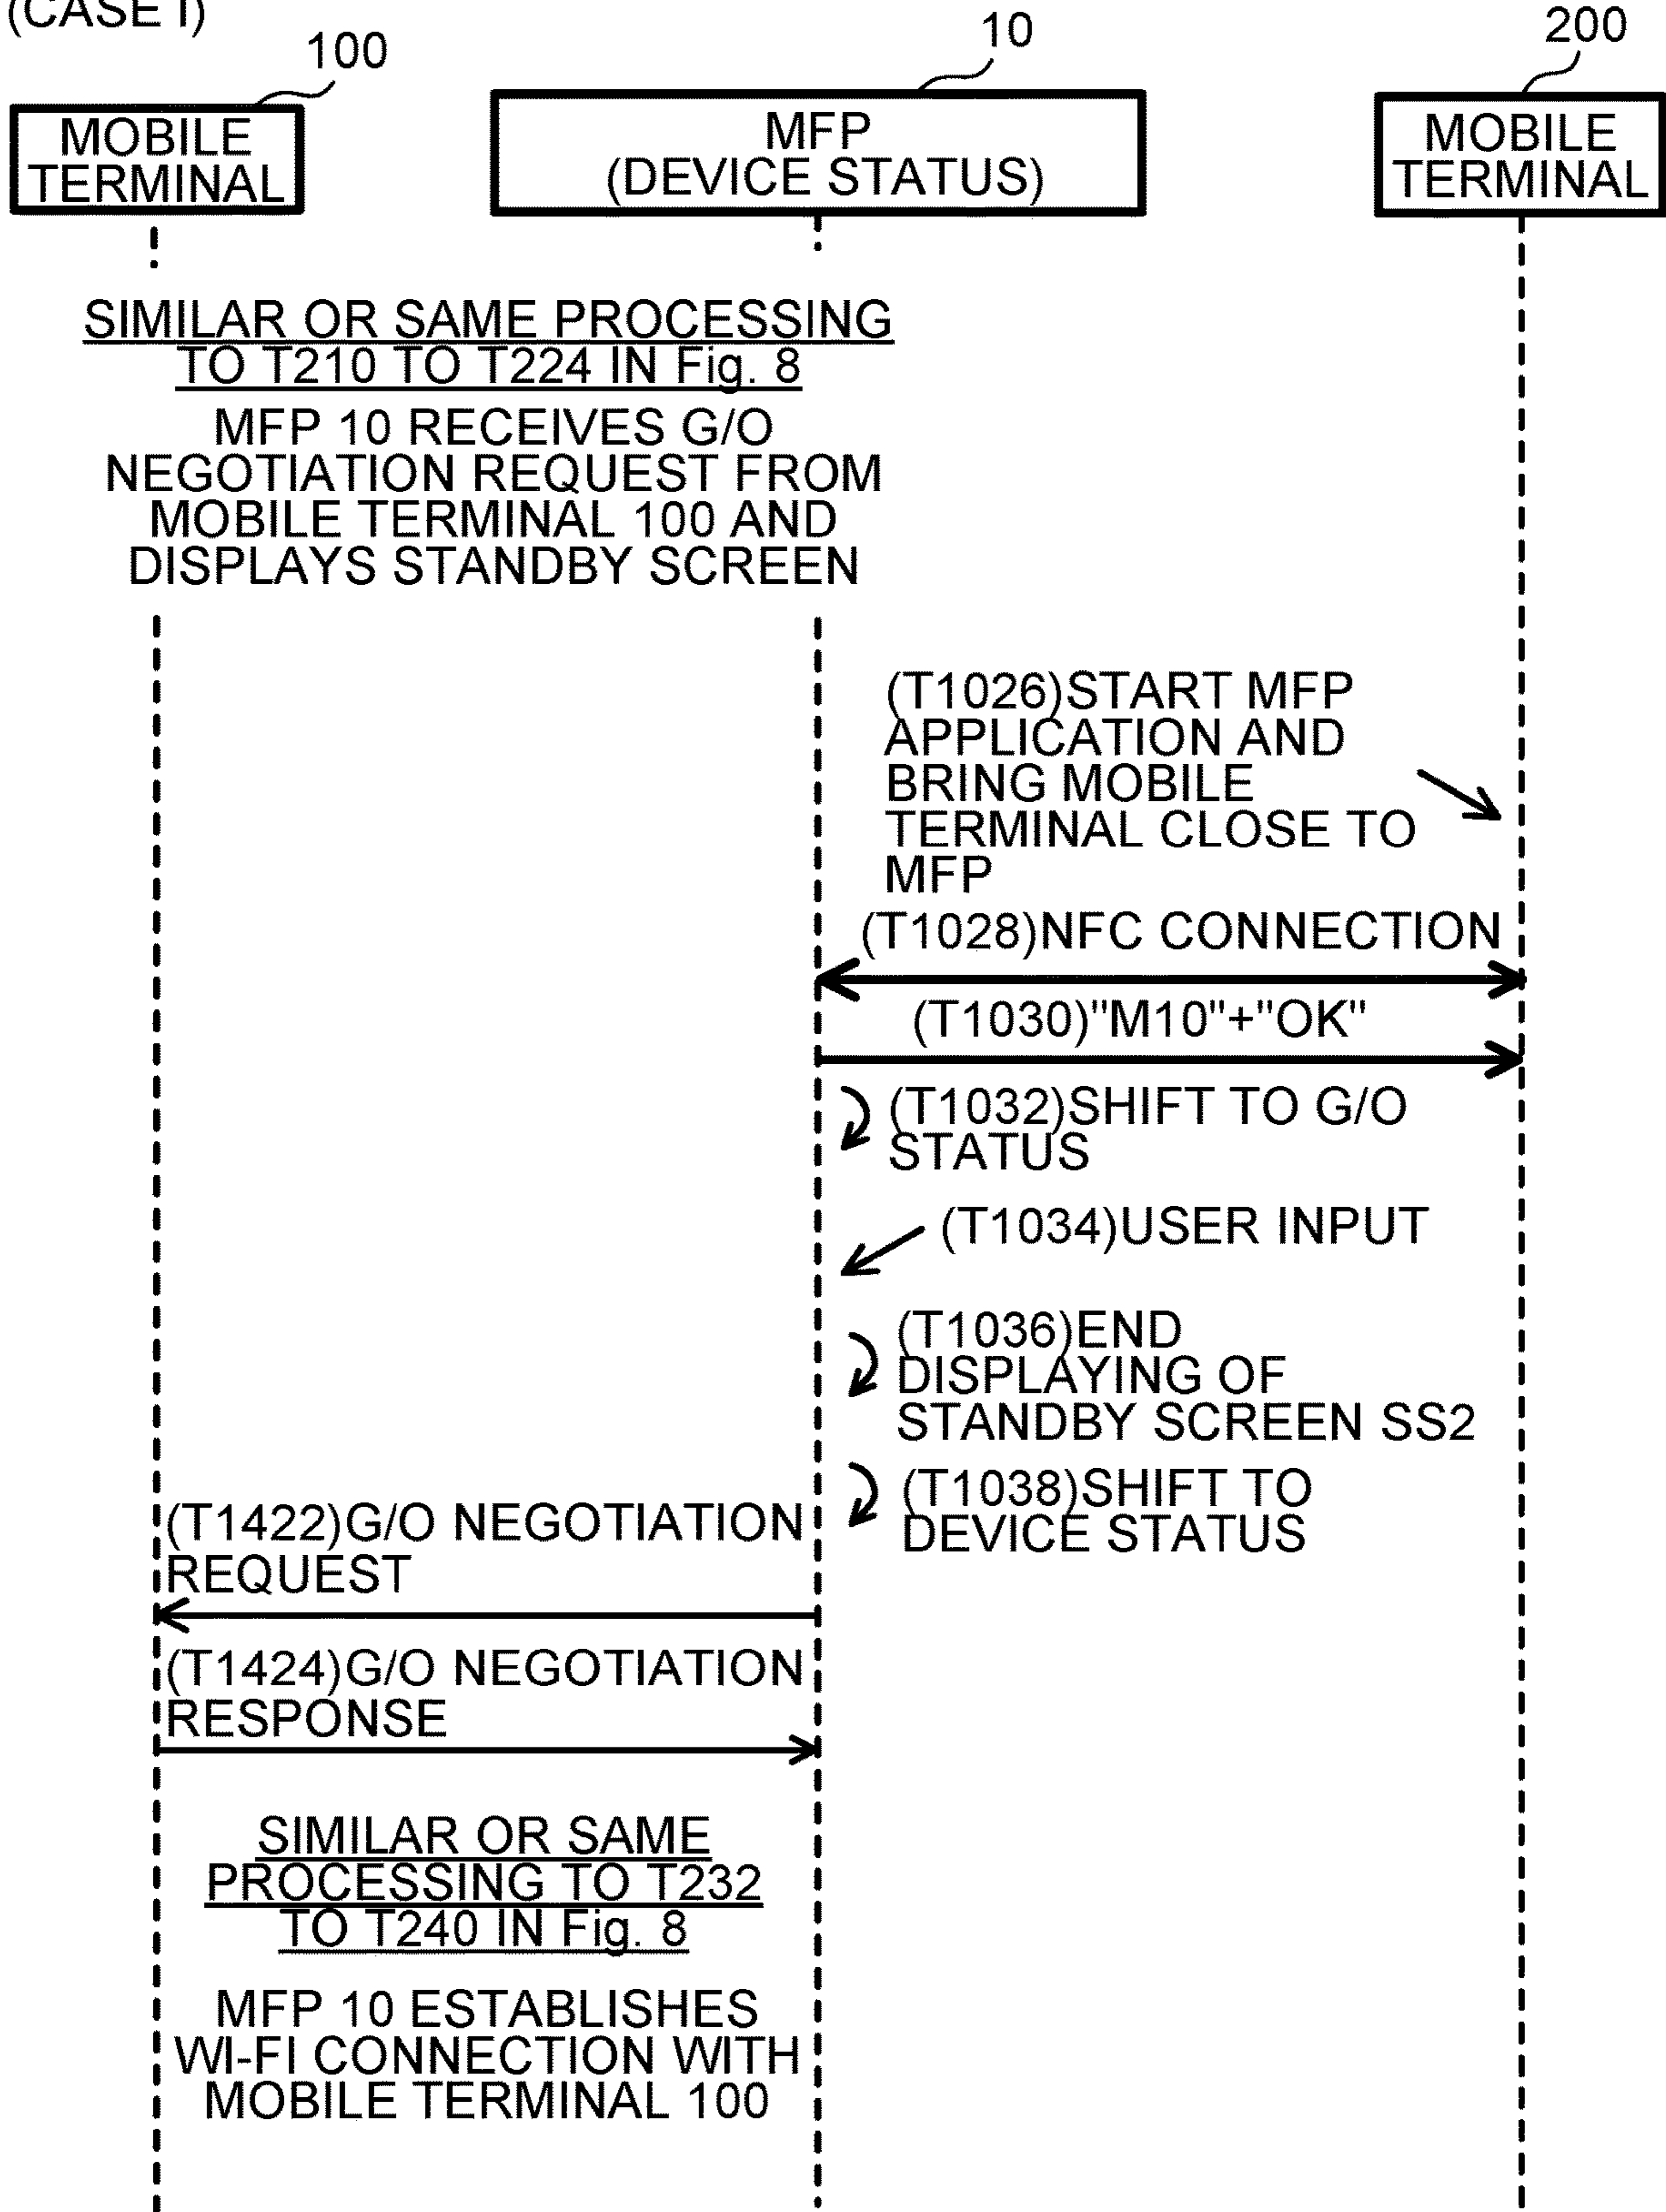 (CASE I)
100
10
200
MOBILE
TERMINAL
MFP
(DEVICE STATUS)
MOBILE
TERMINAL
SIMILAR OR SAME PROCESSING
TO T210 TO T224 IN Fig. 8
MFP 10 RECEIVES G/O
NEGOTIATION REQUEST FROM
MOBILE TERMINAL 100 AND
DISPLAYS STANDBY SCREEN
(T1026)START MFP
APPLICATION AND
BRING MOBILE
TERMINAL CLOSE TO
MFP
(T1028)NFC CONNECTION
(T1030)"M10"+"OK"
(T1032)SHIFT TO G/O
STATUS
(T1034)USER INPUT
(T1036)END
DISPLAYING OF
STANDBY SCREEN SS2
(T1038)SHIFT TO
DEVICE STATUS
(T1422)G/O NEGOTIATION
REQUEST
(T1424)G/O NEGOTIATION
RESPONSE
SIMILAR OR SAME
PROCESSING TO T232
TO T240 IN Fig. 8
MFP 10 ESTABLISHES
WI-FI CONNECTION WITH
MOBILE TERMINAL 100